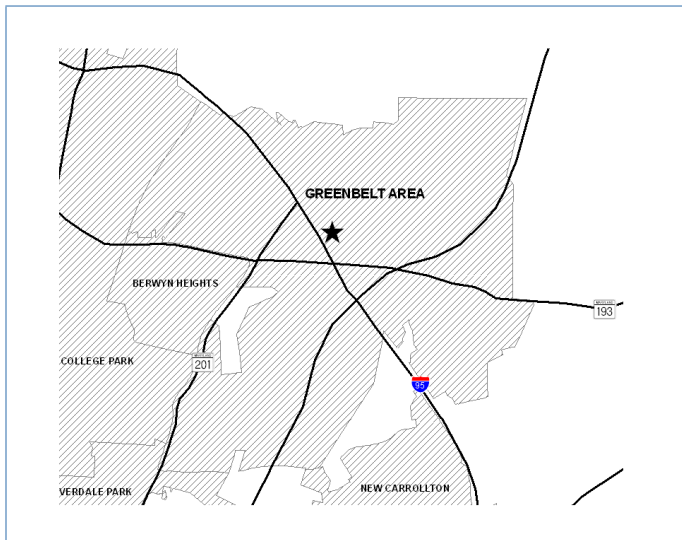 GREENBELT AREA
BERWYN HEIGHTS
193
COLLEGE PARK
201
95
VERDALE PARK
NEW CARROLLTON